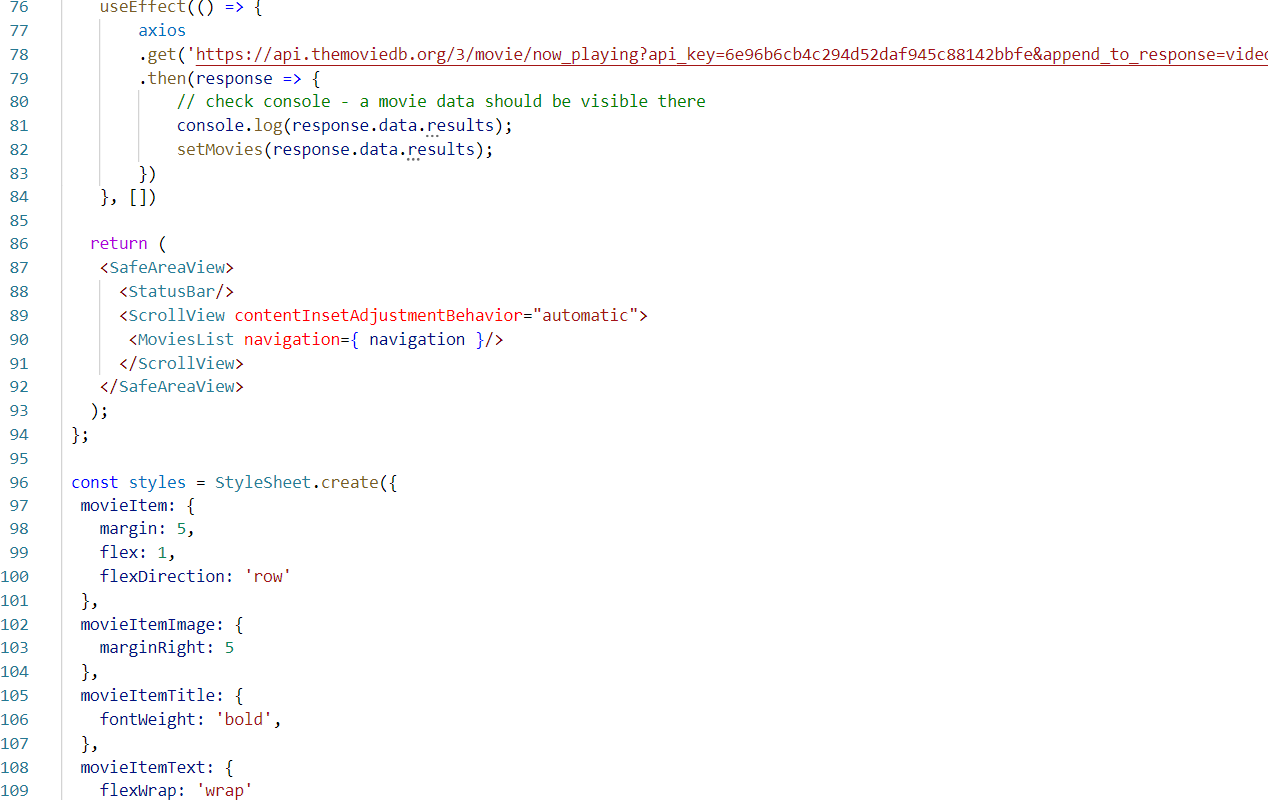 76 useEffect(() => {
77 axios
78 .get('https://api.themoviedb.org/3/movie/now_playing?api_key=6e96b6cb4c294d52daf945c88142bbfe&append_to_response=video
79 .then(response => {
80 // check console - a movie data should be visible there
81 console.log(response.data.results);
82 setMovies(response.data.results);
83 })
84 }, [])
85
86 return (
87 <SafeAreaView>
88 <StatusBar/>
89 <ScrollView contentInsetAdjustmentBehavior="automatic">
90 <MoviesList navigation={ navigation }/>
91 </ScrollView>
92 </SafeAreaView>
93 );
94 };
95
96 const styles = StyleSheet.create({
97 movieItem: {
98 margin: 5,
99 flex: 1,
100 flexDirection: 'row'
101 },
102 movieItemImage: {
103 marginRight: 5
104 },
105 movieItemTitle: {
106 fontWeight: 'bold',
107 },
108 movieItemText: {
109 flexWrap: 'wrap'